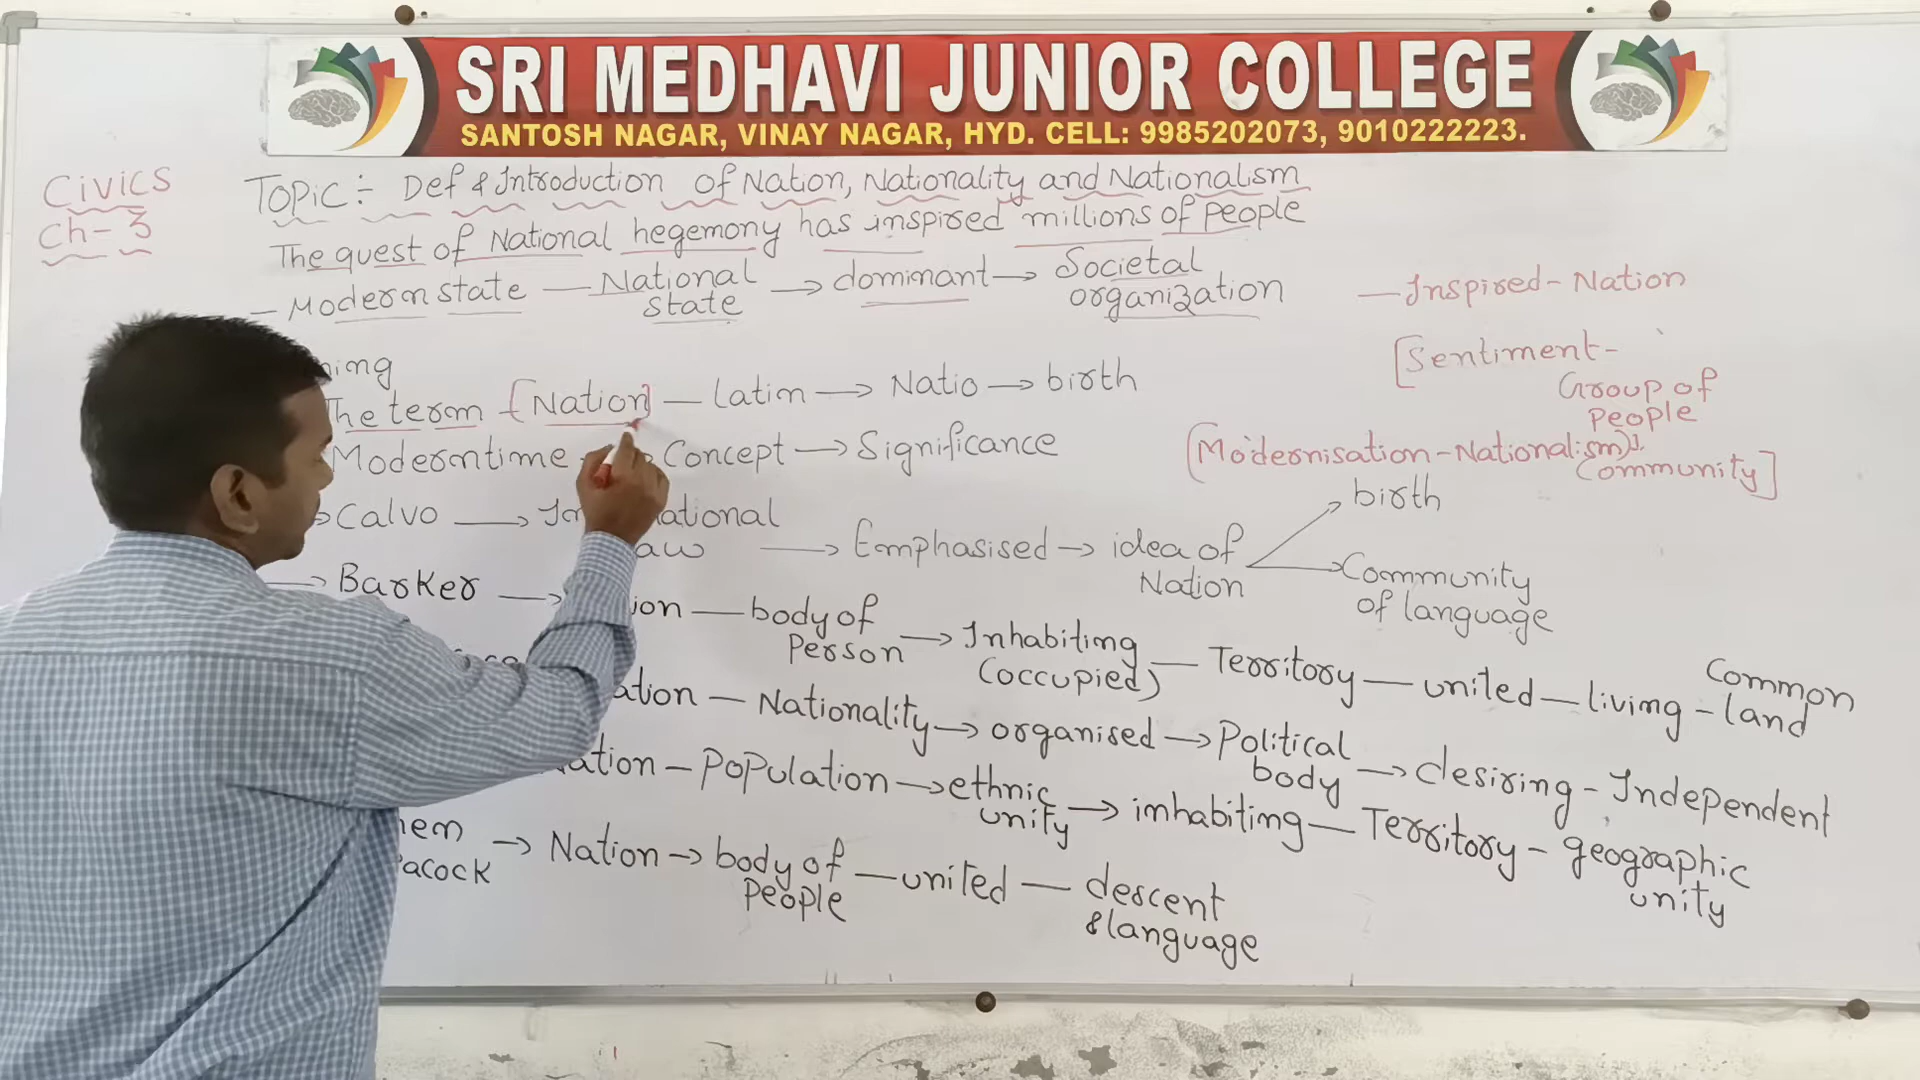 SRI MEDHAVI JUNIOR COLLEGE
SANTOSH NAGAR, VINAY NAGAR, HYD. CELL: 9985202073, 9010222223.
Civics
Ch-3
Topic :- Def & Introduction of Nation, Nationality and Nationalism
The quest of National hegemony has inspired millions of people
— Modern state — National state → dominant → Societal organization
— Inspired - Nation
[Sentiment - Group of People
(Modernisation - Nationalism)
Community]
The term - [Nation] — latin → Natio → birth
Modern time → Concept → Significance
Calvo → law → Emphasised → idea of Nation
birth
Community of language
→ Barker → body of Person → Inhabiting (occupied) — Territory — united — living - Common land
Nationality → organised → Political body → desiring - Independent
Nation - Population → ethnic unity → inhabiting — Territory - geographic unity
→ Nation → body of People — united — descent & language